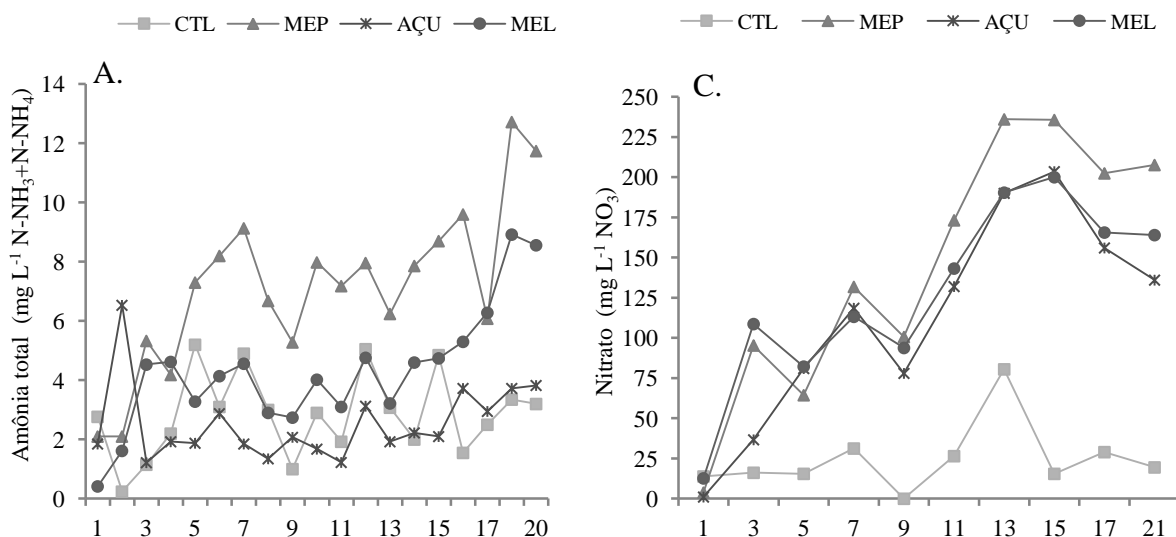 CTL MEP AÇU MEL
A.
Amônia total (mg L⁻¹ N-NH₃+N-NH₄)
14
12
10
8
6
4
2
0
1 3 5 7 9 11 13 15 17 20
CTL MEP AÇU MEL
C.
Nitrato (mg L⁻¹ NO₃)
250
225
200
175
150
125
100
75
50
25
0
1 3 5 7 9 11 13 15 17 21